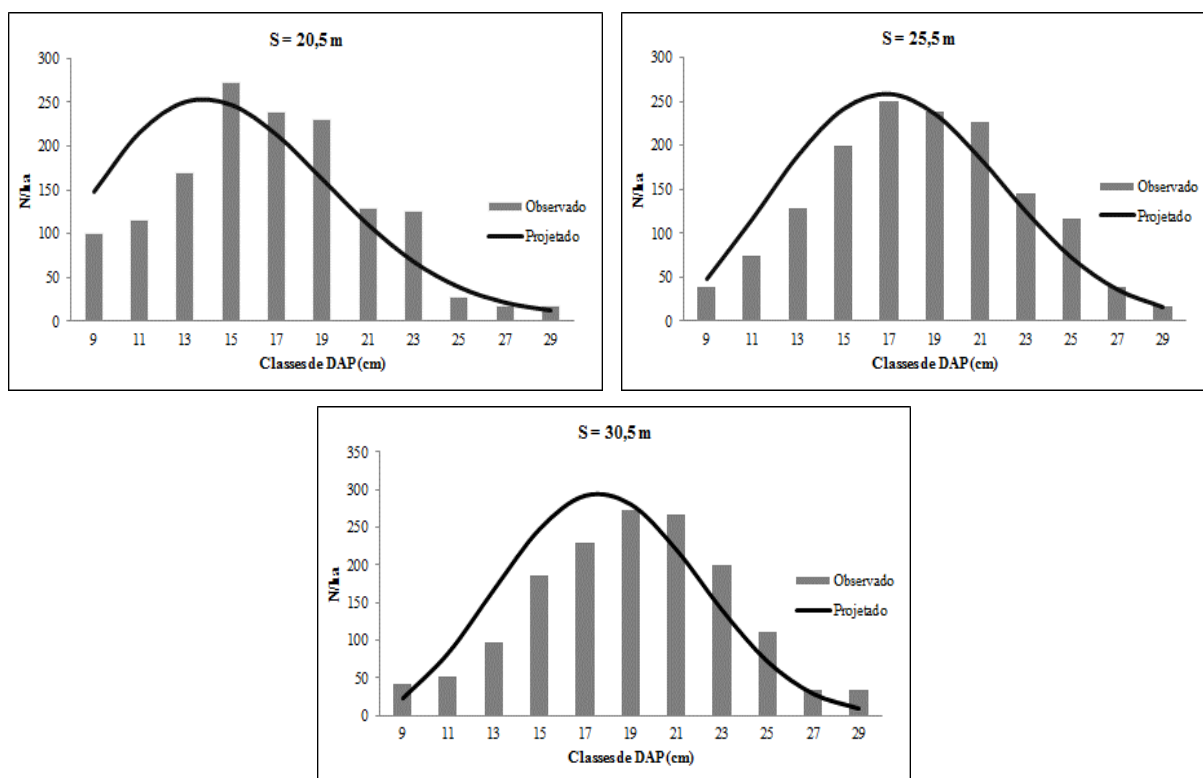 S = 20,5 m
300
250
200
150
100
50
0
N/ha
Observado
Projetado
9 11 13 15 17 19 21 23 25 27 29
Classes de DAP (cm)
S = 25,5 m
300
250
200
150
100
50
0
N/ha
Observado
Projetado
9 11 13 15 17 19 21 23 25 27 29
Classes de DAP (cm)
S = 30,5 m
350
300
250
200
150
100
50
0
N/ha
Observado
Projetado
9 11 13 15 17 19 21 23 25 27 29
Classes de DAP (cm)